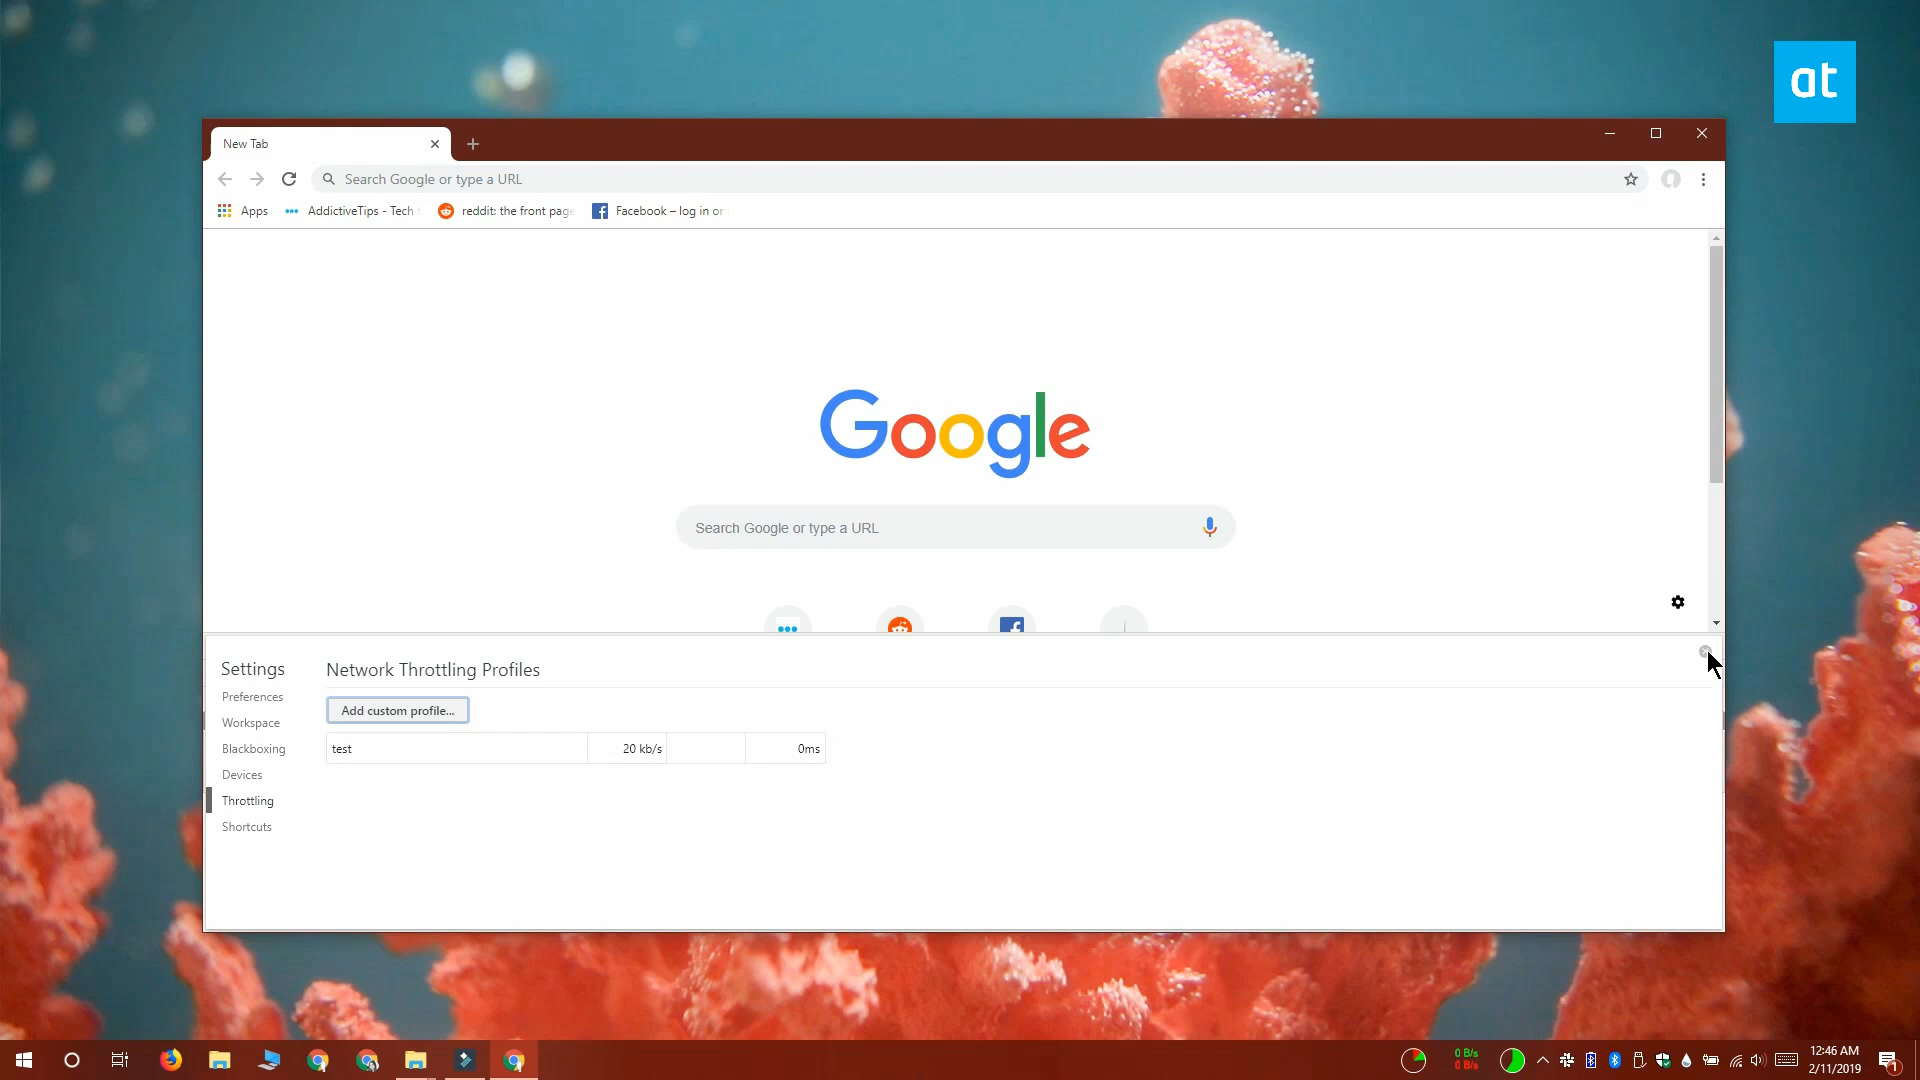 at
New Tab
Search Google or type a URL
Apps
AddictiveTips - Tech
reddit: the front page
Facebook – log in or
Google
Search Google or type a URL
Settings
Network Throttling Profiles
Preferences
Add custom profile...
Workspace
Blackboxing
test 20 kb/s 0ms
Devices
Throttling
Shortcuts
0 B/s
0 B/s
12:46 AM
2/11/2019
1